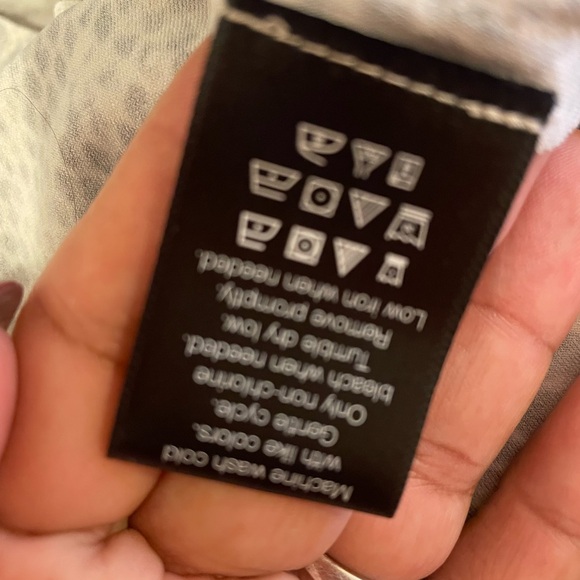 Machine wash cold
with like colors.
Gentle cycle.
Only non-chlorine
bleach when needed.
Tumble dry low.
Remove promptly.
Low iron when needed.